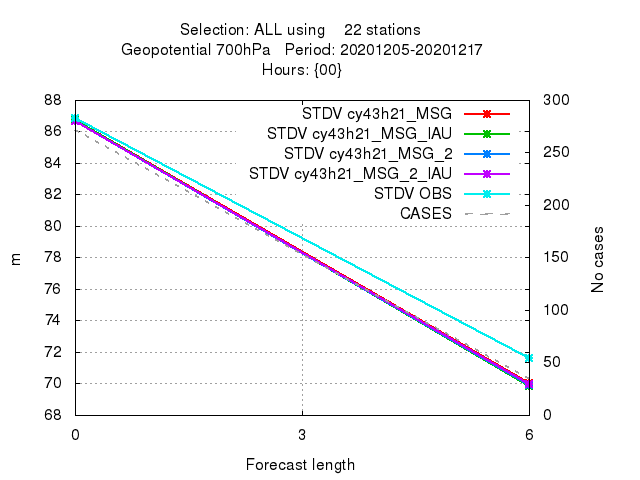 Selection: ALL using 22 stations
Geopotential 700hPa Period: 20201205-20201217
Hours: {00}
88
86
84
82
80
78
76
74
72
70
68
m
300
250
200
150
100
50
0
No cases
STDV cy43h21_MSG
STDV cy43h21_MSG_IAU
STDV cy43h21_MSG_2
STDV cy43h21_MSG_2_IAU
STDV OBS
CASES
0 3 6
Forecast length